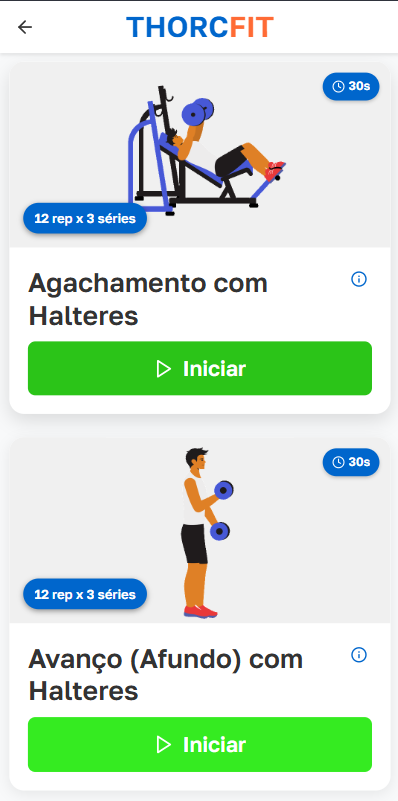 THORCFIT
30s
12 rep x 3 séries
Agachamento com
Halteres
Iniciar
30s
12 rep x 3 séries
Avanço (Afundo) com
Halteres
Iniciar